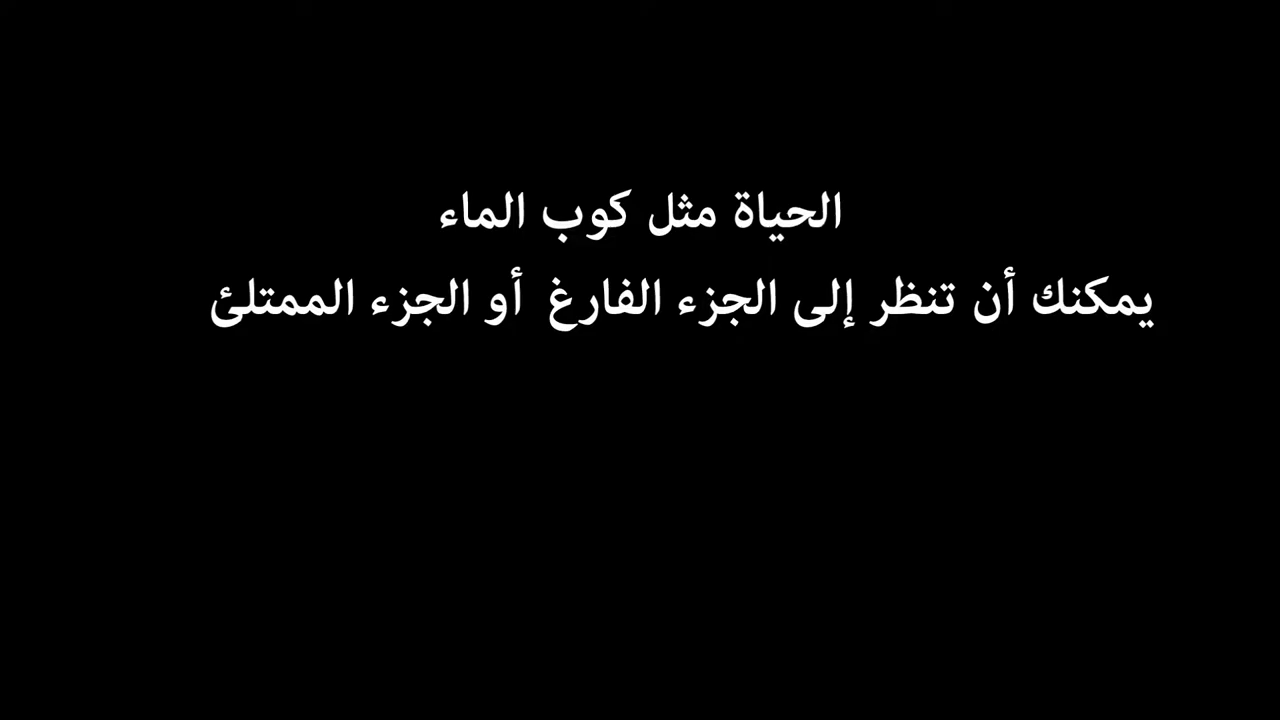 الحياة مثل كوب الماء
يمكنك أن تنظر إلى الجزء الفارغ أو الجزء الممتلئ